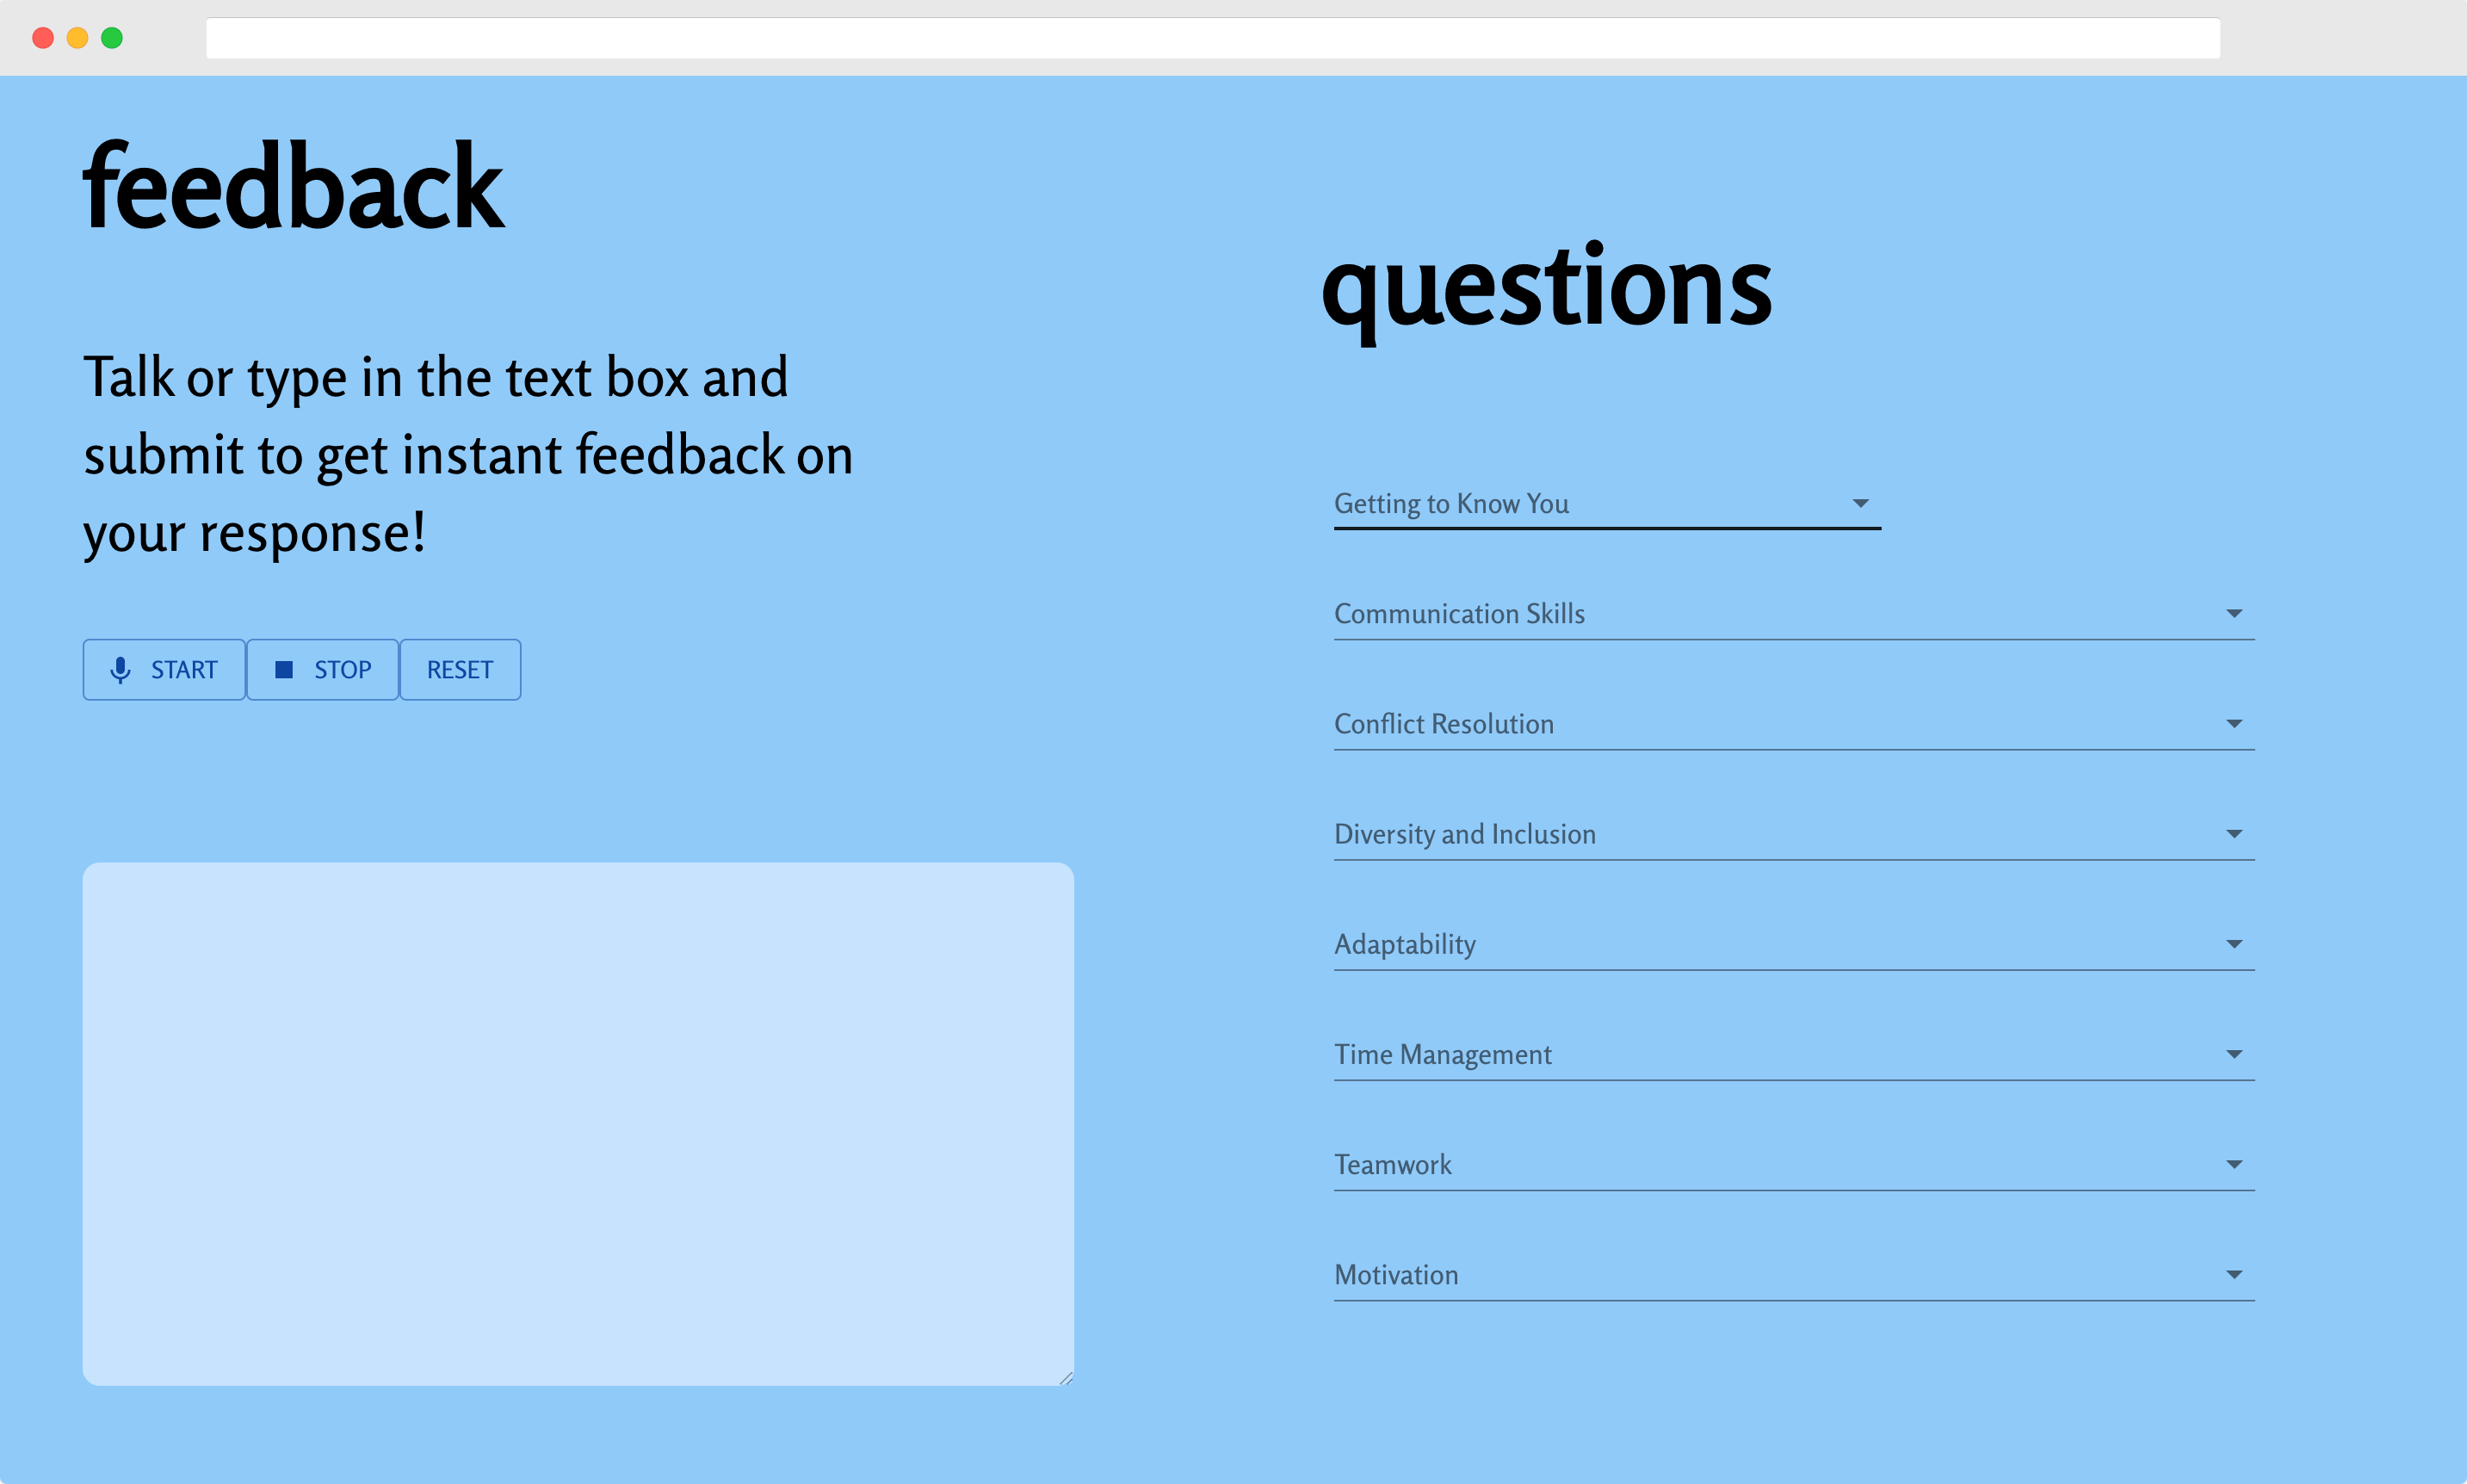 feedback
Talk or type in the text box and
submit to get instant feedback on
your response!
START
STOP
RESET
questions
Getting to Know You
Communication Skills
Conflict Resolution
Diversity and Inclusion
Adaptability
Time Management
Teamwork
Motivation